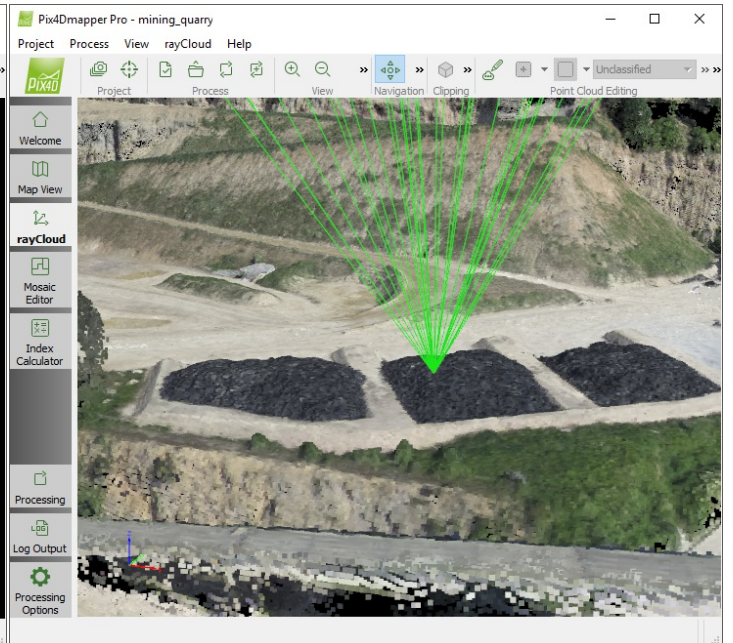 Pix4Dmapper Pro - mining_quarry
Project Process View rayCloud Help
PIX4D
Unclassified
Project Process View Navigation Clipping Point Cloud Editing
Welcome
Map View
rayCloud
Mosaic
Editor
Index
Calculator
Processing
LOG
Log Output
Processing
Options